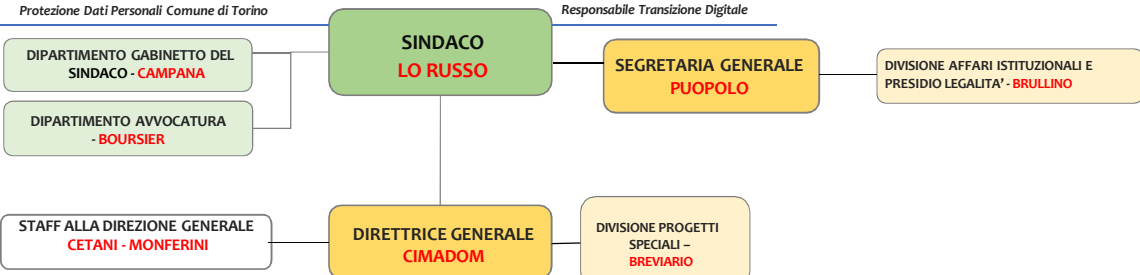 Protezione Dati Personali Comune di Torino
Responsabile Transizione Digitale
SINDACO
LO RUSSO
DIPARTIMENTO GABINETTO DEL
SINDACO - CAMPANA
DIPARTIMENTO AVVOCATURA
- BOURSIER
SEGRETARIA GENERALE
PUOPOLO
DIVISIONE AFFARI ISTITUZIONALI E
PRESIDIO LEGALITA’ - BRULLINO
STAFF ALLA DIREZIONE GENERALE
CETANI - MONFERINI
DIRETTRICE GENERALE
CIMADOM
DIVISIONE PROGETTI
SPECIALI –
BREVIARIO